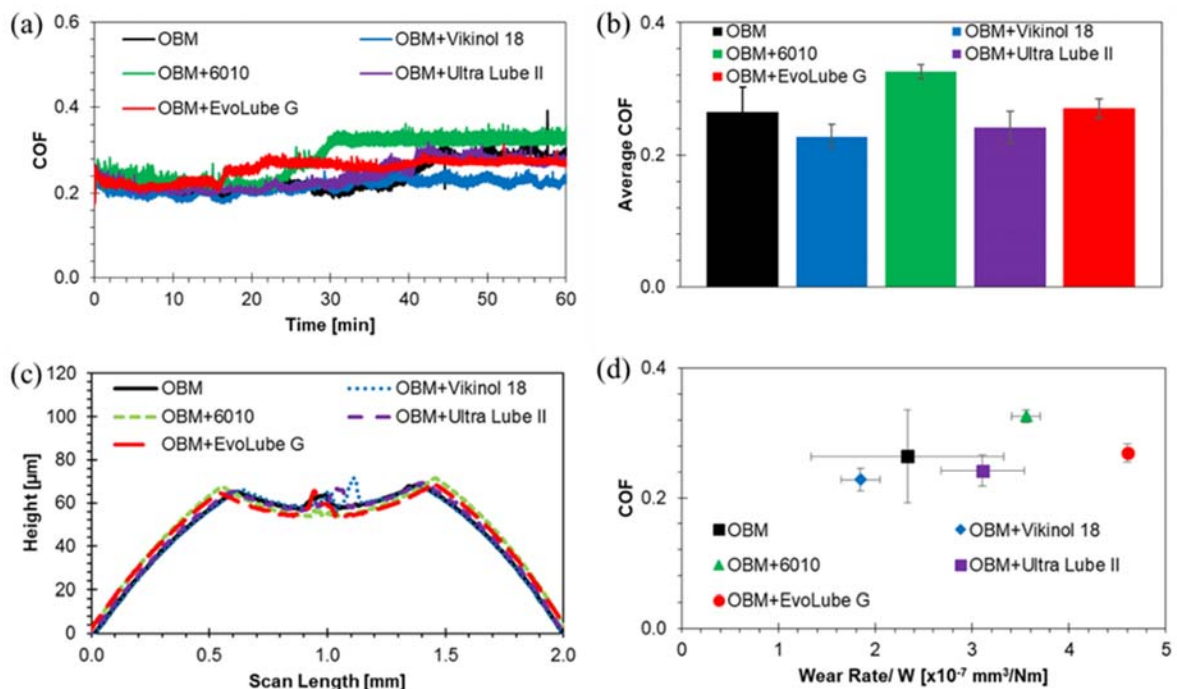 (a)
0.6
OBM
OBM+Vikinol 18
OBM+6010
OBM+Ultra Lube II
OBM+EvoLube G
0.4
0.2
0.0
COF
0 10 20 30 40 50 60
Time [min]
(b)
0.4
OBM
OBM+Vikinol 18
OBM+6010
OBM+Ultra Lube II
OBM+EvoLube G
0.2
0.0
Average COF
(c)
120
100
80
60
40
20
0
OBM
OBM+Vikinol 18
OBM+6010
OBM+Ultra Lube II
OBM+EvoLube G
Height [µm]
0.0 0.5 1.0 1.5 2.0
Scan Length [mm]
(d)
0.4
0.2
0.0
COF
OBM
OBM+Vikinol 18
OBM+6010
OBM+Ultra Lube II
OBM+EvoLube G
0 1 2 3 4 5
Wear Rate/ W [x10⁻⁷ mm³/Nm]